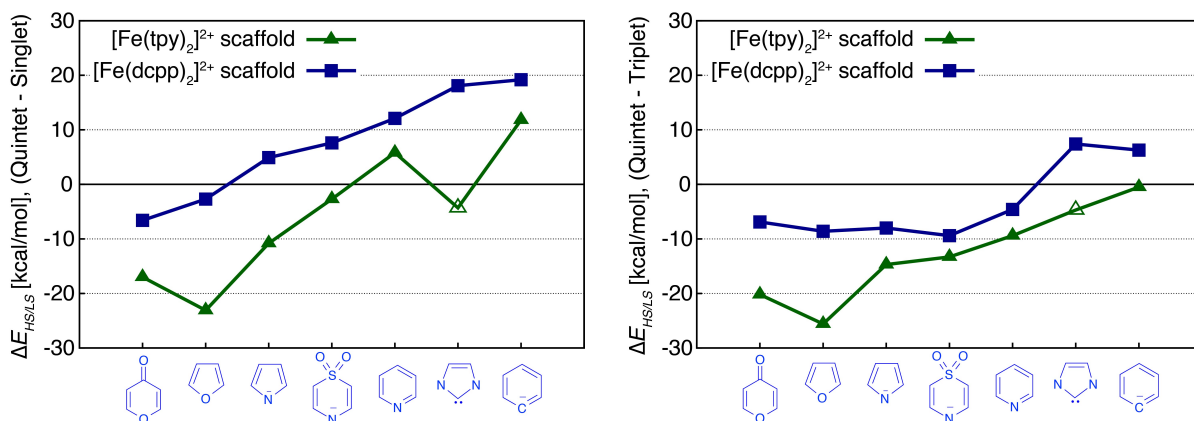 ΔE_HS/LS [kcal/mol], (Quintet - Singlet)
30
20
10
0
-10
-20
-30
[Fe(tpy)₂]²⁺ scaffold
[Fe(dcpp)₂]²⁺ scaffold
O
O
O
N
-
O O
S
-
N
N
N N
..
-
C
ΔE_HS/LS [kcal/mol], (Quintet - Triplet)
30
20
10
0
-10
-20
-30
[Fe(tpy)₂]²⁺ scaffold
[Fe(dcpp)₂]²⁺ scaffold
O
O
O
N
-
O O
S
-
N
N
N N
..
-
C